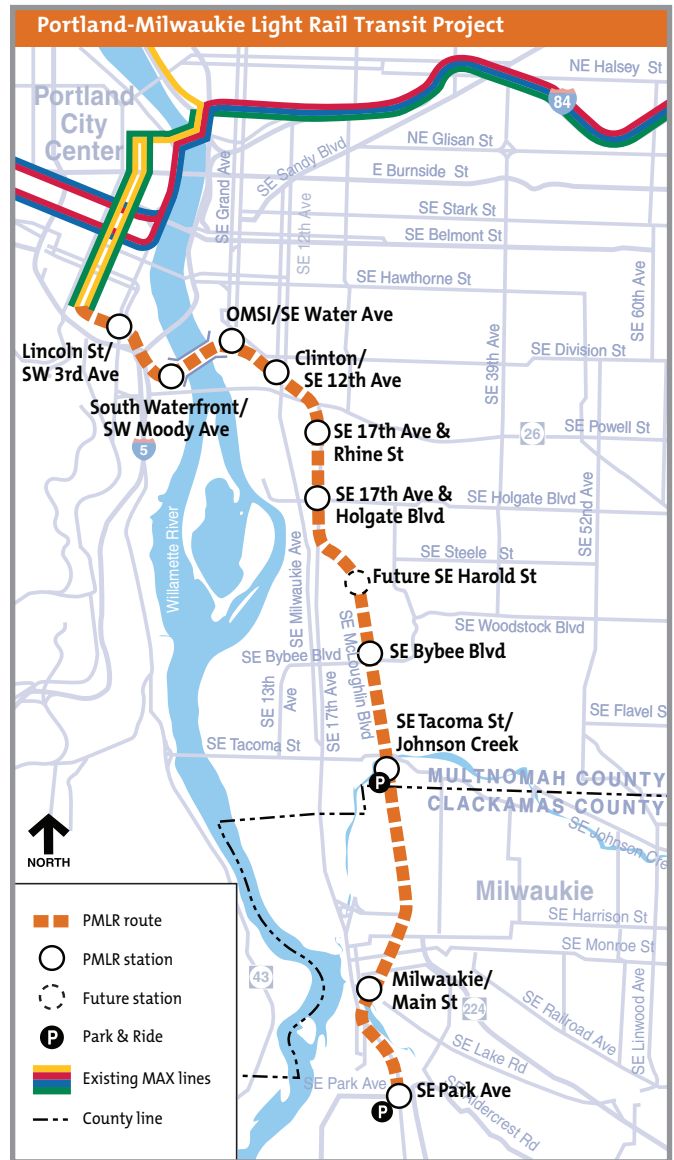 Portland-Milwaukie Light Rail Transit Project
NE Halsey St
84
Portland
City
Center
NE Glisan St
SE Sandy Blvd
E Burnside St
SE Grand Ave
SE 12th Ave
SE Stark St
SE Belmont St
SE Hawthorne St
SE 60th Ave
OMSI/SE Water Ave
Lincoln St/
SW 3rd Ave
Clinton/
SE 12th Ave
SE 39th Ave
SE Division St
South Waterfront/
SW Moody Ave
5
SE 17th Ave &
Rhine St
26
SE Powell St
SE 17th Ave &
Holgate Blvd
SE Holgate Blvd
SE 52nd Ave
Willamette River
SE Milwaukie Ave
SE Steele St
Future SE Harold St
SE McLoughlin Blvd
SE Woodstock Blvd
SE Bybee Blvd
SE Bybee Blvd
SE 13th
Ave
SE 17th Ave
SE Flavel S
SE Tacoma St/
Johnson Creek
SE Tacoma St
P
MULTNOMAH COUNTY
CLACKAMAS COUNTY
SE Johnson Cre
NORTH
Milwaukie
SE Harrison St
SE Monroe St
SE Linwood Ave
43
Milwaukie/
Main St
224
SE Railroad Ave
SE Lake Rd
SE Park Ave
SE Park Ave
P
SE Aldercrest Rd
PMLR route
PMLR station
Future station
P
Park & Ride
Existing MAX lines
County line